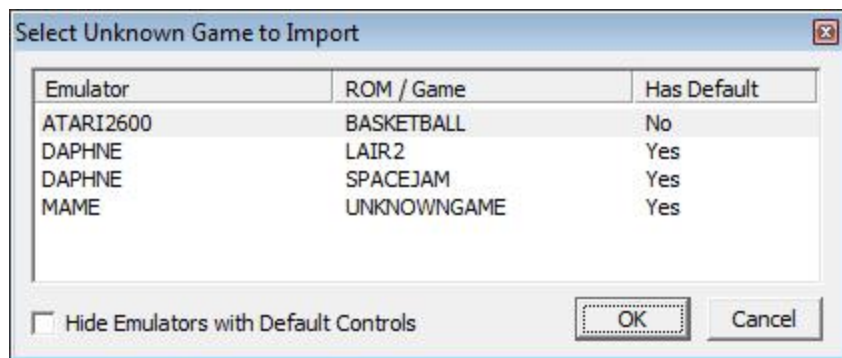 Select Unknown Game to Import
Emulator ROM / Game Has Default
ATARI2600 BASKETBALL No
DAPHNE LAIR2 Yes
DAPHNE SPACEJAM Yes
MAME UNKNOWNGAME Yes
Hide Emulators with Default Controls OK Cancel